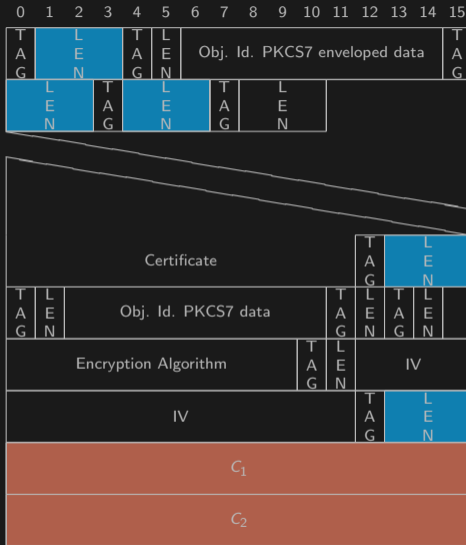 0 1 2 3 4 5 6 7 8 9 10 11 12 13 14 15
TAG LEN TAG LEN Obj. Id. PKCS7 enveloped data TAG
LEN TAG LEN TAG LEN
Certificate TAG LEN
TAG LEN Obj. Id. PKCS7 data TAG LEN TAG LEN
Encryption Algorithm TAG LEN IV
IV TAG LEN
C1
C2